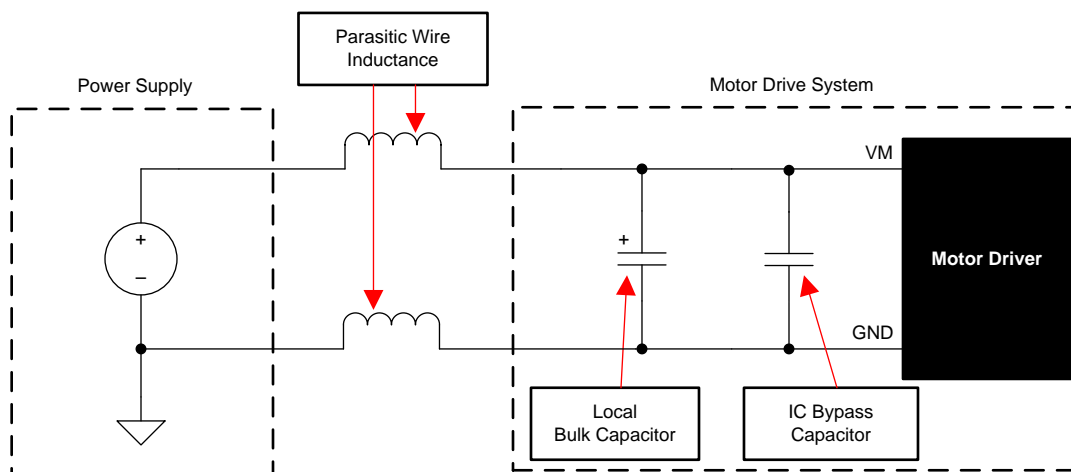 Parasitic Wire
Inductance
Power Supply
Motor Drive System
VM
+
+
–
Motor Driver
GND
Local
Bulk Capacitor
IC Bypass
Capacitor